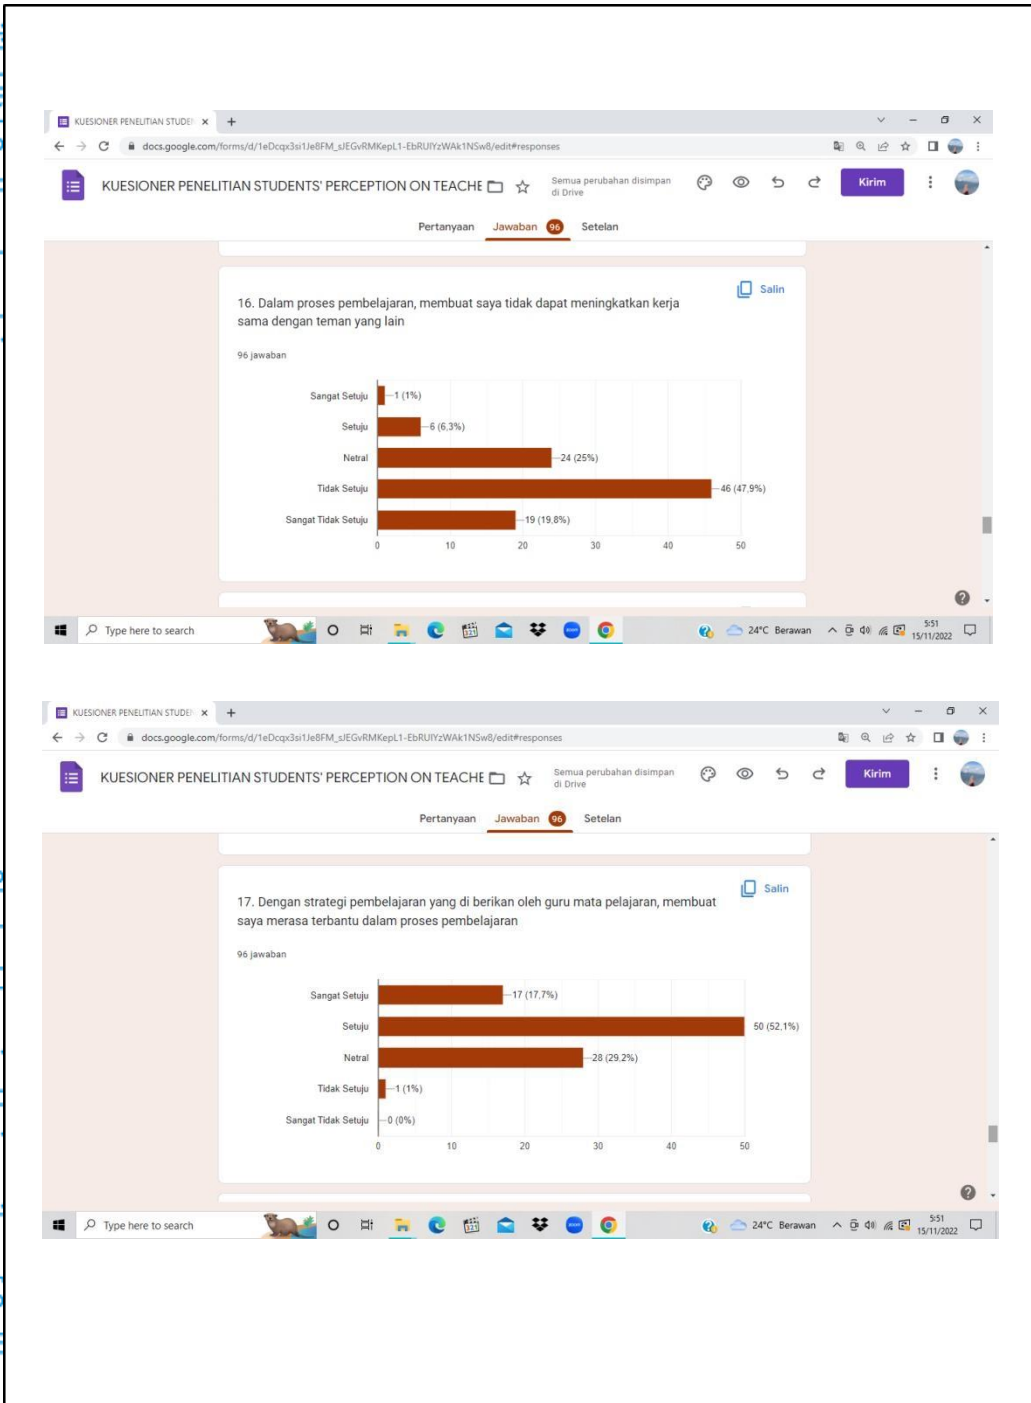 KUESIONER PENELITIAN STUDEN
docs.google.com/forms/d/1eDcqx3si1Je8FM_sJEGvRMKepL1-EbRUlYzWAk1NSw8/edit#responses
KUESIONER PENELITIAN STUDENTS' PERCEPTION ON TEACHE
Semua perubahan disimpan
di Drive
Kirim
Pertanyaan Jawaban 96 Setelan
Salin
16. Dalam proses pembelajaran, membuat saya tidak dapat meningkatkan kerja
sama dengan teman yang lain
96 jawaban
Sangat Setuju 1 (1%)
Setuju 6 (6,3%)
Netral 24 (25%)
Tidak Setuju 46 (47,9%)
Sangat Tidak Setuju 19 (19,8%)
0 10 20 30 40 50
Type here to search
24°C Berawan
5:51
15/11/2022
KUESIONER PENELITIAN STUDEN
docs.google.com/forms/d/1eDcqx3si1Je8FM_sJEGvRMKepL1-EbRUlYzWAk1NSw8/edit#responses
KUESIONER PENELITIAN STUDENTS' PERCEPTION ON TEACHE
Semua perubahan disimpan
di Drive
Kirim
Pertanyaan Jawaban 96 Setelan
Salin
17. Dengan strategi pembelajaran yang di berikan oleh guru mata pelajaran, membuat
saya merasa terbantu dalam proses pembelajaran
96 jawaban
Sangat Setuju 17 (17,7%)
Setuju 50 (52,1%)
Netral 28 (29,2%)
Tidak Setuju 1 (1%)
Sangat Tidak Setuju 0 (0%)
0 10 20 30 40 50
Type here to search
24°C Berawan
5:51
15/11/2022